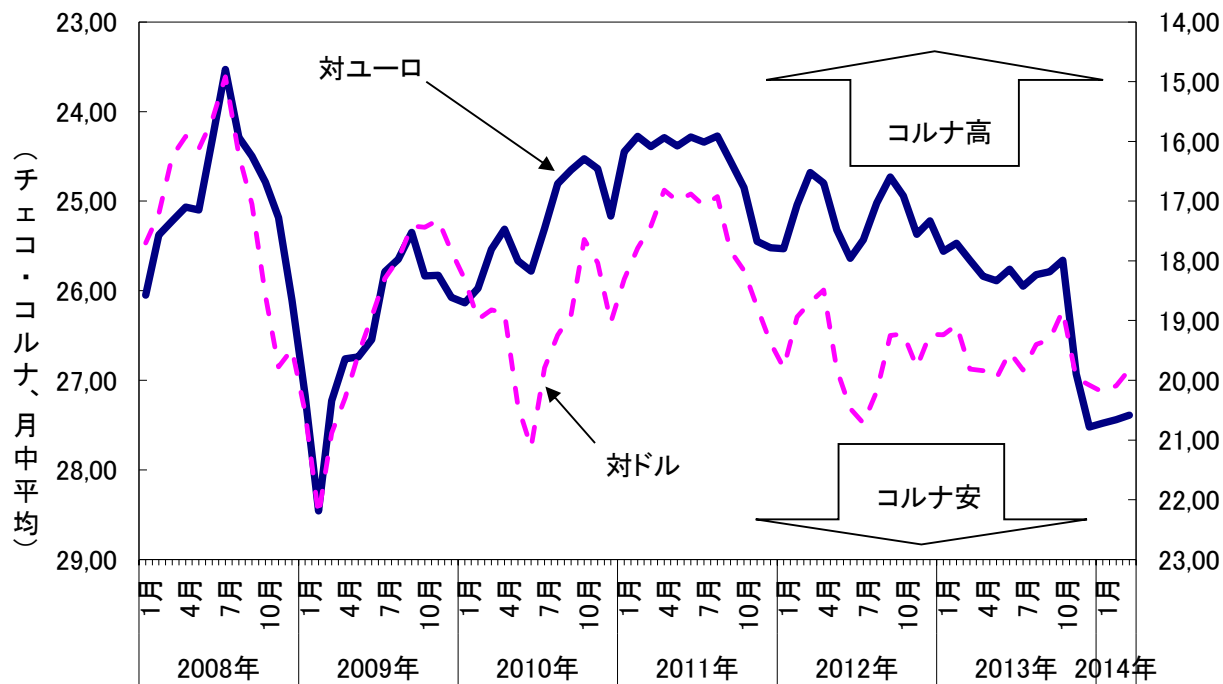 （チェコ・コルナ、月中平均）
23,00
24,00
25,00
26,00
27,00
28,00
29,00
14,00
15,00
16,00
17,00
18,00
19,00
20,00
21,00
22,00
23,00
対ユーロ
コルナ高
対ドル
コルナ安
1月 4月 7月 10月 1月 4月 7月 10月 1月 4月 7月 10月 1月 4月 7月 10月 1月 4月 7月 10月 1月 4月 7月 10月 1月
2008年 2009年 2010年 2011年 2012年 2013年 2014年